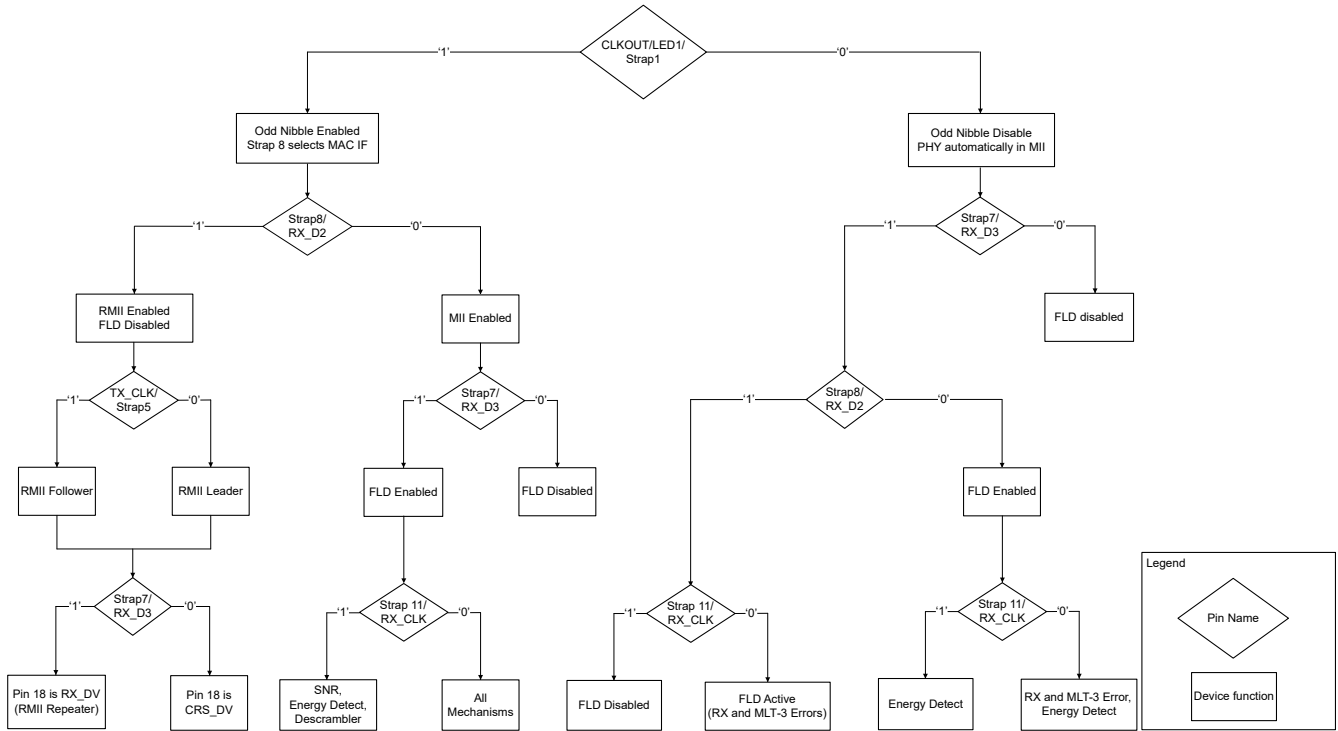 CLKOUT/LED1/
Strap1
‘1’
‘0’
Odd Nibble Enabled
Strap 8 selects MAC IF
Odd Nibble Disable
PHY automatically in MII
Strap8/
RX_D2
‘1’
‘0’
Strap7/
RX_D3
‘1’
‘0’
RMII Enabled
FLD Disabled
MII Enabled
FLD disabled
TX_CLK/
Strap5
‘1’
‘0’
Strap7/
RX_D3
‘1’
‘0’
Strap8/
RX_D2
‘1’
‘0’
RMII Follower
RMII Leader
FLD Enabled
FLD Disabled
FLD Enabled
Strap7/
RX_D3
‘1’
‘0’
Strap 11/
RX_CLK
‘1’
‘0’
Strap 11/
RX_CLK
‘1’
‘0’
Strap 11/
RX_CLK
‘1’
‘0’
Pin 18 is RX_DV
(RMII Repeater)
Pin 18 is
CRS_DV
SNR,
Energy Detect,
Descrambler
All
Mechanisms
FLD Disabled
FLD Active
(RX and MLT-3 Errors)
Energy Detect
RX and MLT-3 Error,
Energy Detect
Legend
Pin Name
Device function